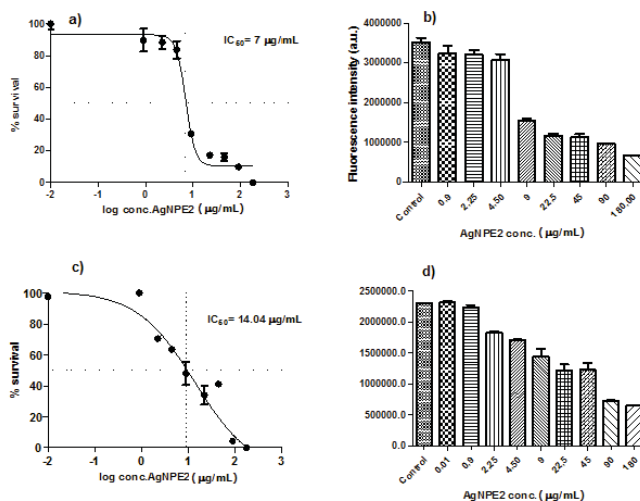 a)
IC50= 7 µg/mL
% survival
100
80
60
40
20
0
-2 -1 0 1 2 3
log conc.AgNPE2 (µg/mL)
b)
Fluorescence intensity (a.u.)
4000000
3000000
2000000
1000000
0
Control 0.9 2.25 4.50 9 22.5 45 90 180.00
AgNPE2 conc. (µg/mL)
c)
IC50= 14.04 µg/mL
% survival
100
80
60
40
20
0
-2 -1 0 1 2 3
log conc.AgNPE2 (µg/mL)
d)
2500000.0
2000000.0
1500000.0
1000000.0
500000.0
0.0
Control 0.01 0.9 2.25 4.50 9 22.5 45 90 180
AgNPE2 conc. (µg/mL)